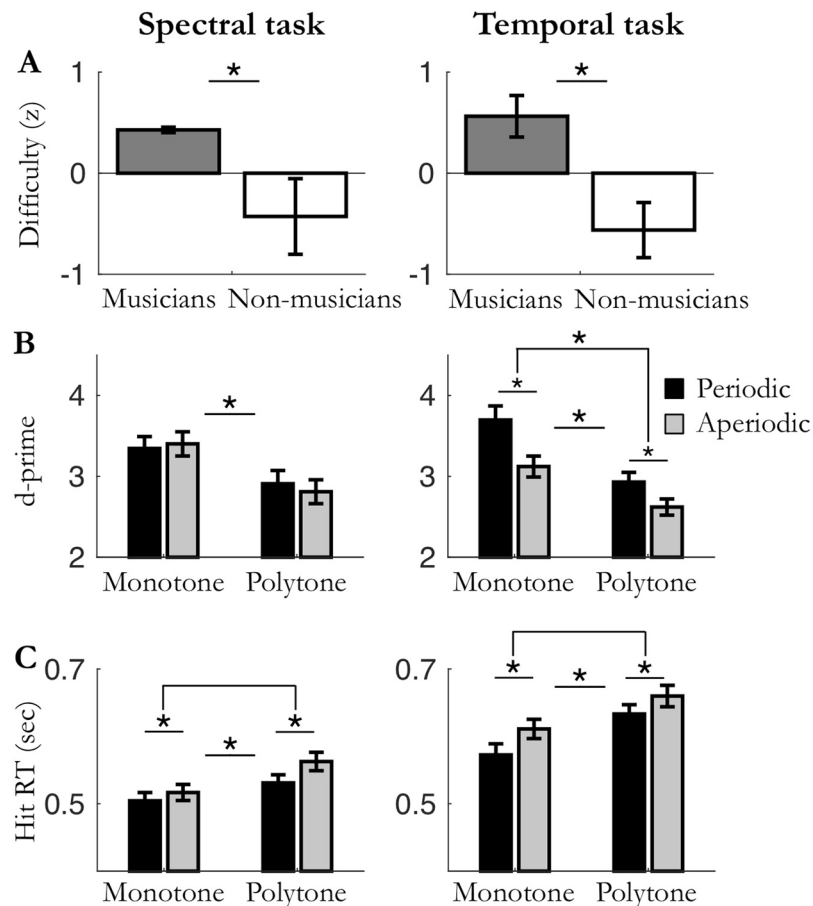 Spectral task Temporal task
A
Difficulty (z)
1 * 1 *
0 0
-1 -1
Musicians Non-musicians Musicians Non-musicians
B
d-prime
*
4 * 4 * * Periodic
* Aperiodic
3 3
2 2
Monotone Polytone Monotone Polytone
C
Hit RT (sec)
0.7 0.7 * * *
* * *
0.5 0.5
Monotone Polytone Monotone Polytone